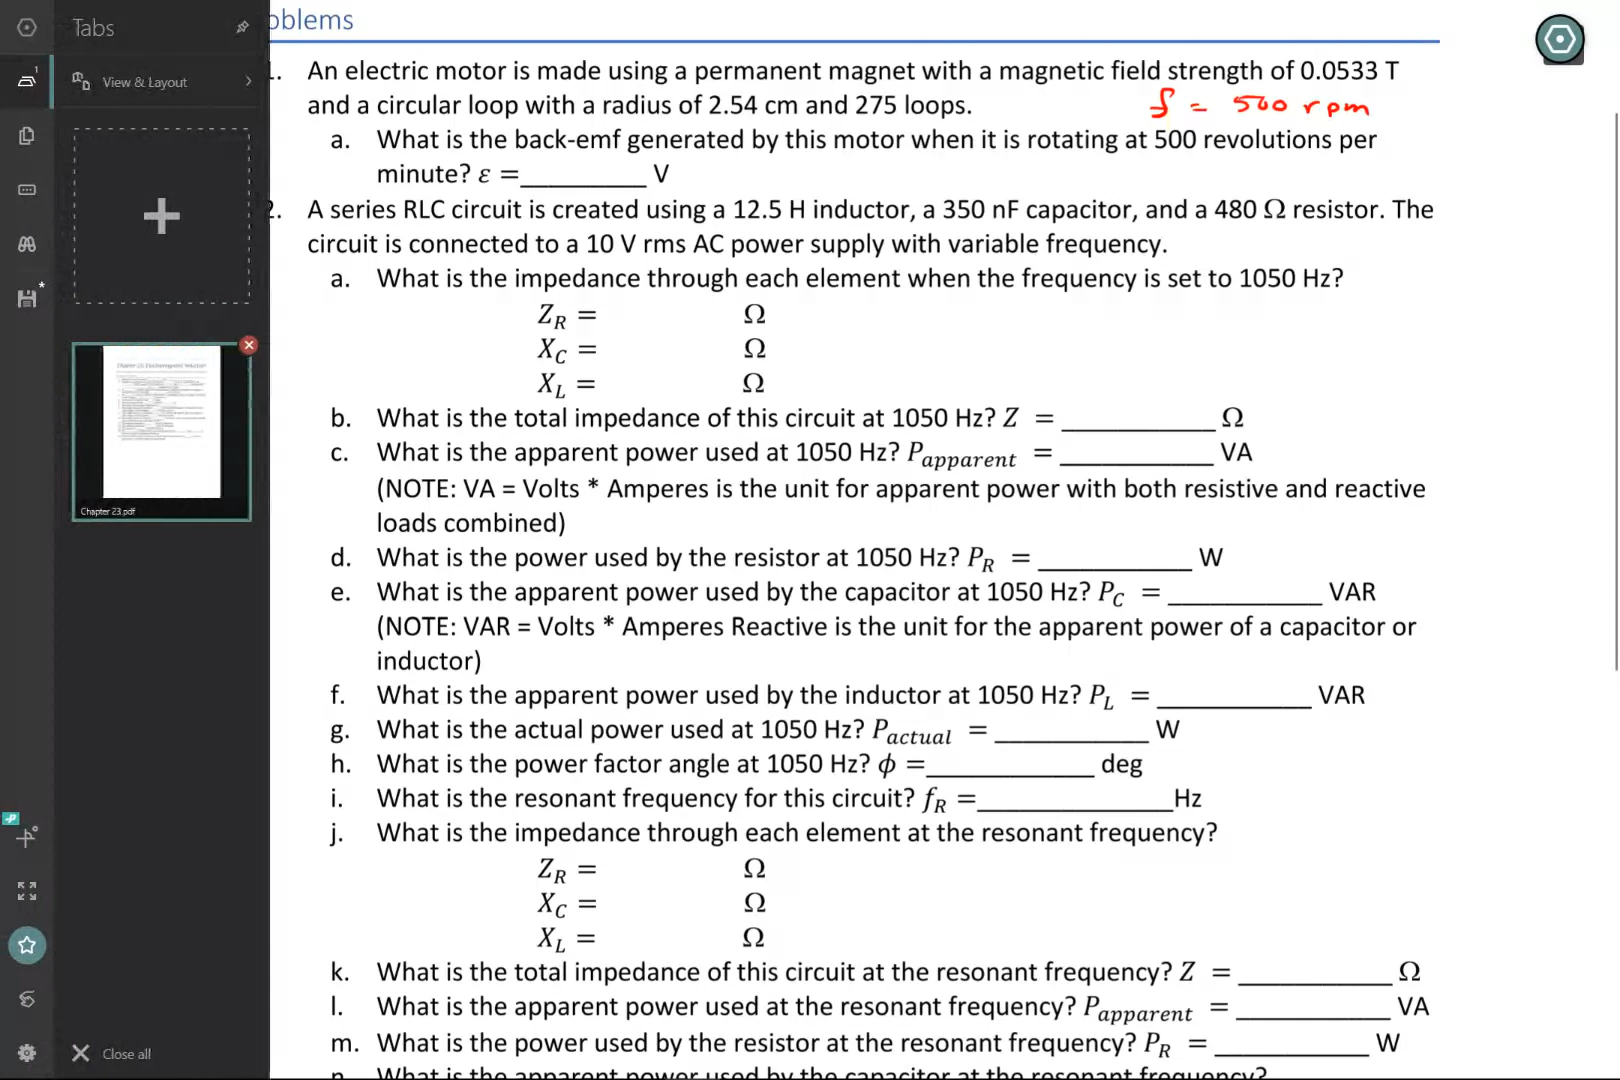 Tabs
oblems
View & Layout
1. An electric motor is made using a permanent magnet with a magnetic field strength of 0.0533 T
and a circular loop with a radius of 2.54 cm and 275 loops.
f = 500 rpm
a. What is the back-emf generated by this motor when it is rotating at 500 revolutions per
minute? ε =_________ V
2. A series RLC circuit is created using a 12.5 H inductor, a 350 nF capacitor, and a 480 Ω resistor. The
circuit is connected to a 10 V rms AC power supply with variable frequency.
a. What is the impedance through each element when the frequency is set to 1050 Hz?
Z_R = Ω
X_C = Ω
X_L = Ω
b. What is the total impedance of this circuit at 1050 Hz? Z = ___________ Ω
c. What is the apparent power used at 1050 Hz? P_apparent = ___________ VA
(NOTE: VA = Volts * Amperes is the unit for apparent power with both resistive and reactive
loads combined)
d. What is the power used by the resistor at 1050 Hz? P_R = ___________ W
e. What is the apparent power used by the capacitor at 1050 Hz? P_C = ___________ VAR
(NOTE: VAR = Volts * Amperes Reactive is the unit for the apparent power of a capacitor or
inductor)
f. What is the apparent power used by the inductor at 1050 Hz? P_L = ___________ VAR
g. What is the actual power used at 1050 Hz? P_actual = ___________ W
h. What is the power factor angle at 1050 Hz? ϕ =____________ deg
i. What is the resonant frequency for this circuit? f_R =______________Hz
j. What is the impedance through each element at the resonant frequency?
Z_R = Ω
X_C = Ω
X_L = Ω
k. What is the total impedance of this circuit at the resonant frequency? Z = ___________ Ω
l. What is the apparent power used at the resonant frequency? P_apparent = ___________ VA
m. What is the power used by the resistor at the resonant frequency? P_R = ___________ W
n. What is the apparent power used by the capacitor at the resonant frequency?
Chapter 23.pdf
Close all